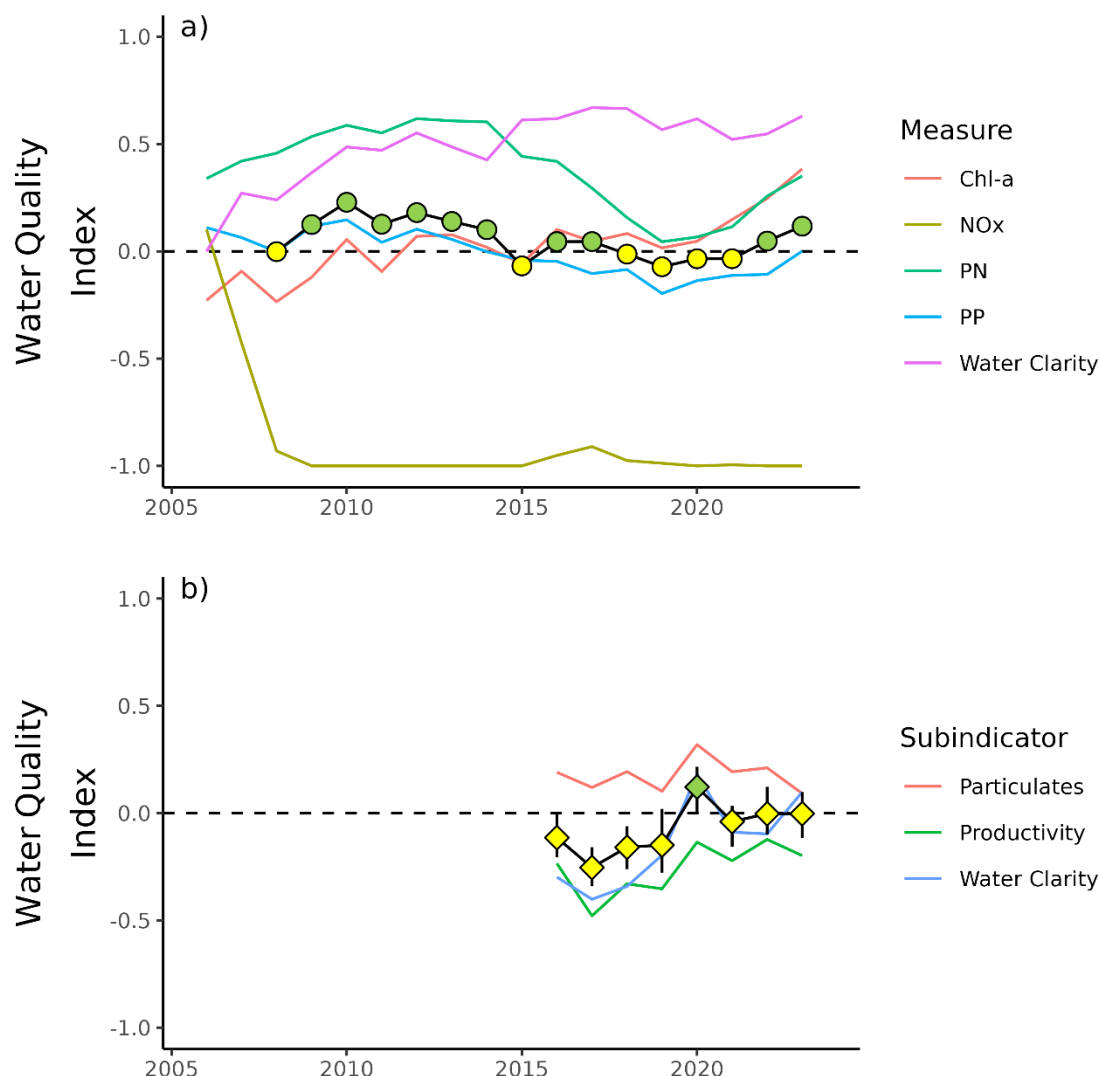 a)
1.0
0.5
0.0
-0.5
-1.0
Water Quality
Index
2005
2010
2015
2020
Measure
Chl-a
NOx
PN
PP
Water Clarity
b)
1.0
0.5
0.0
-0.5
-1.0
Water Quality
Index
2005
2010
2015
2020
Subindicator
Particulates
Productivity
Water Clarity